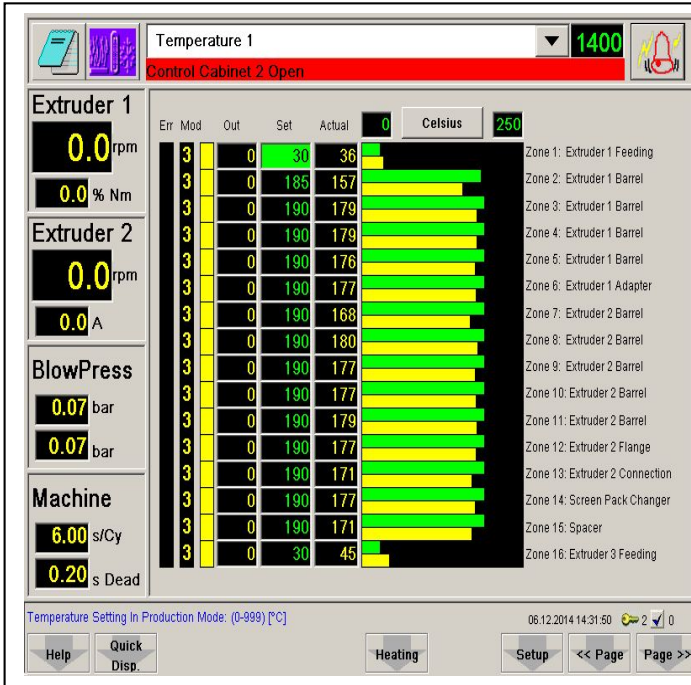 Temperature 1
1400
Control Cabinet 2 Open
Extruder 1
0.0 rpm
0.0 % Nm
Extruder 2
0.0 rpm
0.0 A
BlowPress
0.07 bar
0.07 bar
Machine
6.00 s/Cy
0.20 s Dead
Err Mod Out Set Actual 0 Celsius 250
3 0 30 36 Zone 1: Extruder 1 Feeding
3 0 185 157 Zone 2: Extruder 1 Barrel
3 0 190 179 Zone 3: Extruder 1 Barrel
3 0 190 179 Zone 4: Extruder 1 Barrel
3 0 190 176 Zone 5: Extruder 1 Barrel
3 0 190 177 Zone 6: Extruder 1 Adapter
3 0 190 168 Zone 7: Extruder 2 Barrel
3 0 190 180 Zone 8: Extruder 2 Barrel
3 0 190 177 Zone 9: Extruder 2 Barrel
3 0 190 177 Zone 10: Extruder 2 Barrel
3 0 190 179 Zone 11: Extruder 2 Barrel
3 0 190 177 Zone 12: Extruder 2 Flange
3 0 190 171 Zone 13: Extruder 2 Connection
3 0 190 177 Zone 14: Screen Pack Changer
3 0 190 171 Zone 15: Spacer
3 0 30 45 Zone 16: Extruder 3 Feeding
Temperature Setting In Production Mode: (0-999) [°C]
06.12.2014 14:31:50 2 0
Help
Quick
Disp.
Heating
Setup
<< Page
Page >>